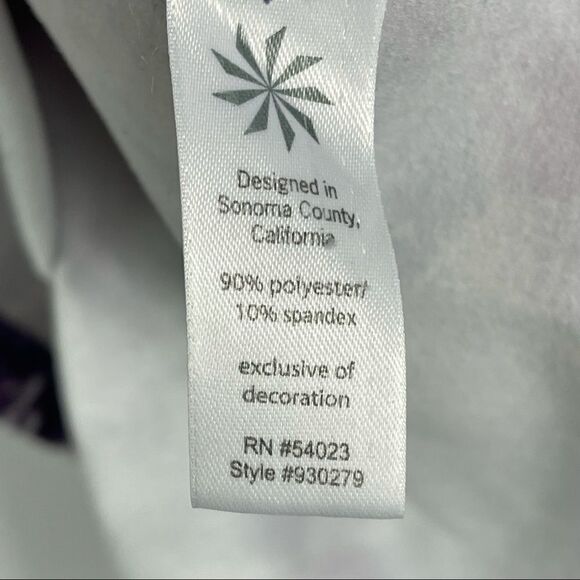 Designed in
Sonoma County,
California
90% polyester/
10% spandex
exclusive of
decoration
RN #54023
Style #930279